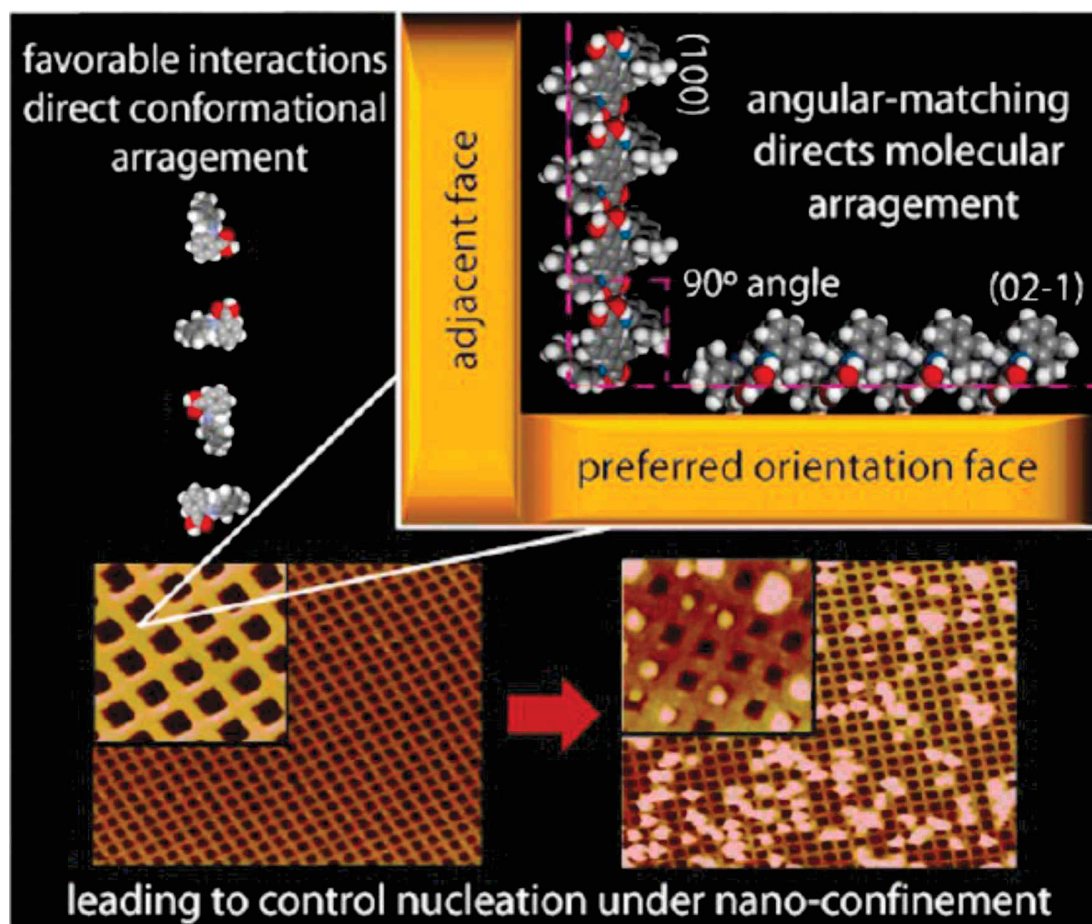 favorable interactions
direct conformational
arragement
adjacent face
(100)
angular-matching
directs molecular
arragement
90º angle
(02-1)
preferred orientation face
leading to control nucleation under nano-confinement